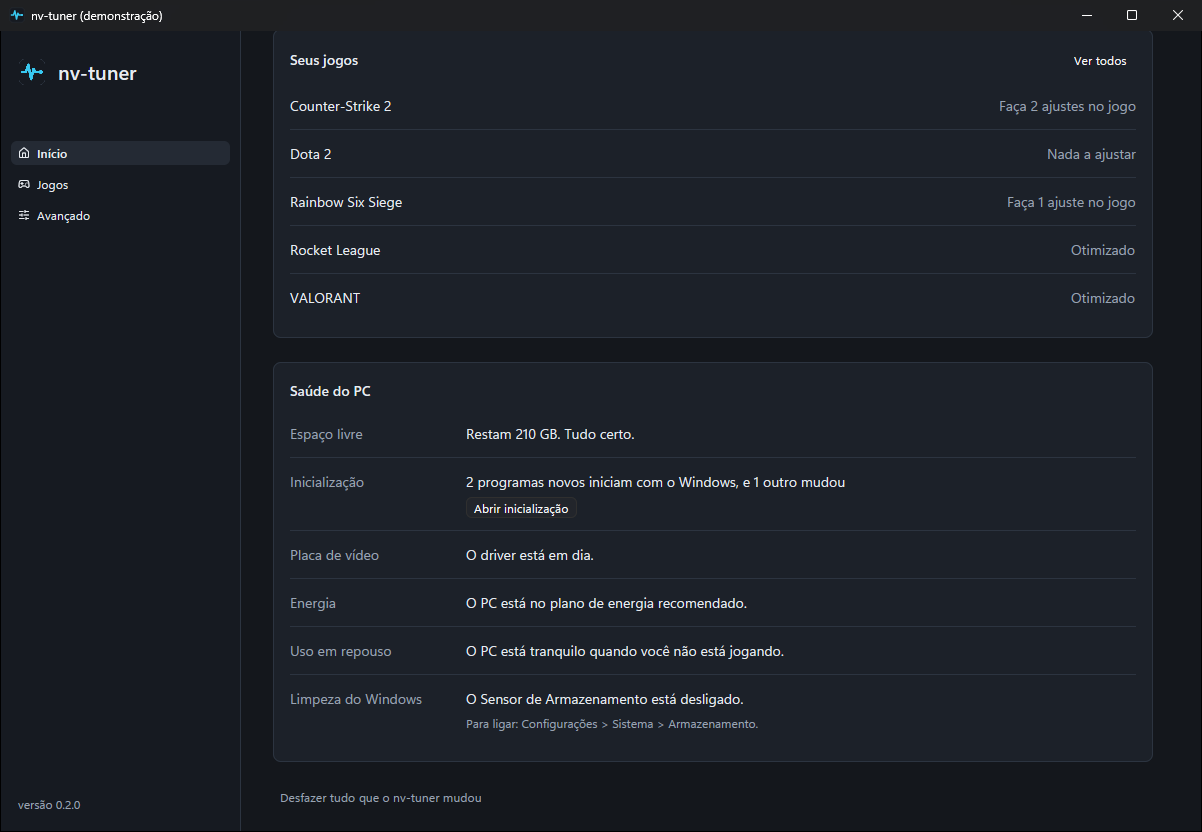 nv-tuner (demonstração)
nv-tuner
Início
Jogos
Avançado
versão 0.2.0
Seus jogos
Ver todos
Counter-Strike 2
Faça 2 ajustes no jogo
Dota 2
Nada a ajustar
Rainbow Six Siege
Faça 1 ajuste no jogo
Rocket League
Otimizado
VALORANT
Otimizado
Saúde do PC
Espaço livre
Restam 210 GB. Tudo certo.
Inicialização
2 programas novos iniciam com o Windows, e 1 outro mudou
Abrir inicialização
Placa de vídeo
O driver está em dia.
Energia
O PC está no plano de energia recomendado.
Uso em repouso
O PC está tranquilo quando você não está jogando.
Limpeza do Windows
O Sensor de Armazenamento está desligado.
Para ligar: Configurações > Sistema > Armazenamento.
Desfazer tudo que o nv-tuner mudou